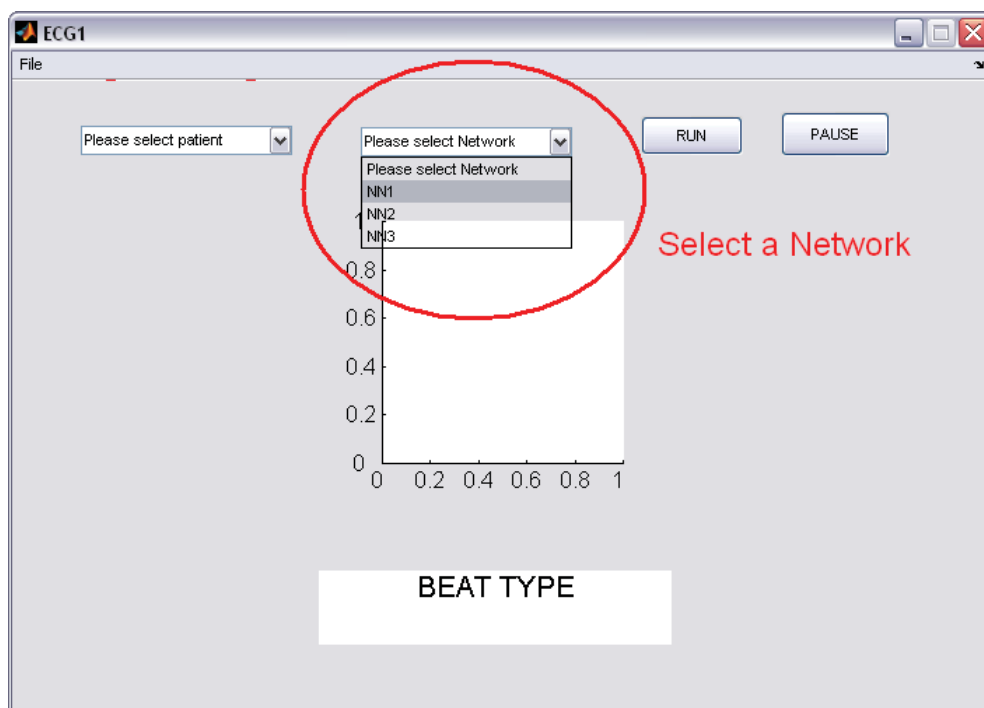 ECG1
File
Please select patient
Please select Network
RUN
PAUSE
Please select Network
NN1
NN2
NN3
Select a Network
1
0.8
0.6
0.4
0.2
0
0 0.2 0.4 0.6 0.8 1
BEAT TYPE